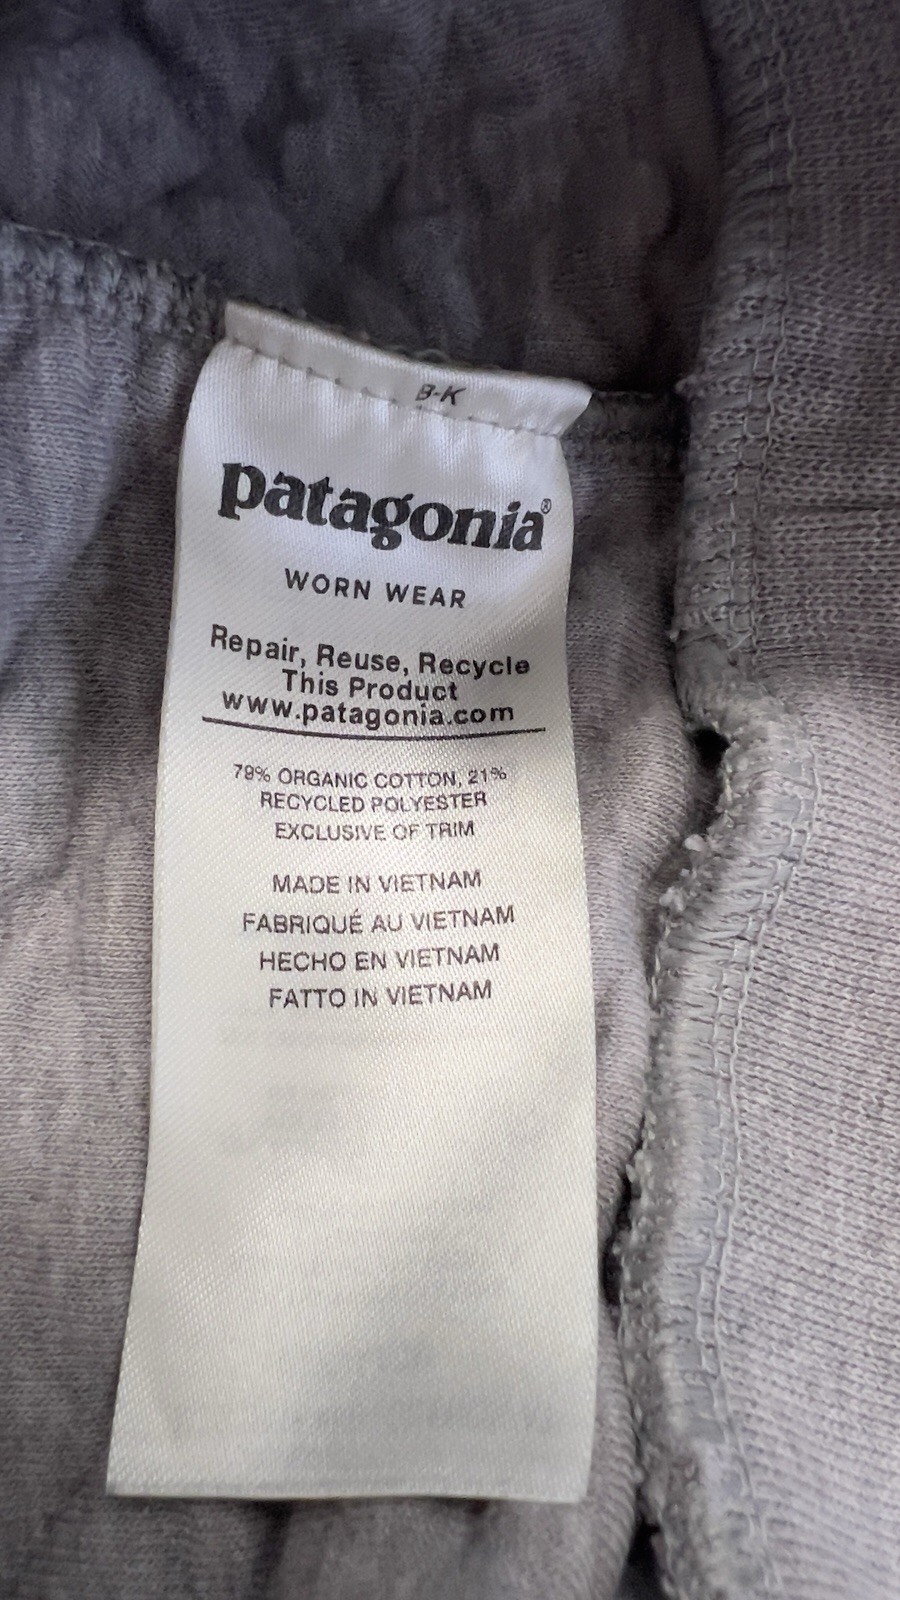 B-K
patagonia®
WORN WEAR
Repair, Reuse, Recycle
This Product
www.patagonia.com
79% ORGANIC COTTON, 21%
RECYCLED POLYESTER
EXCLUSIVE OF TRIM
MADE IN VIETNAM
FABRIQUÉ AU VIETNAM
HECHO EN VIETNAM
FATTO IN VIETNAM